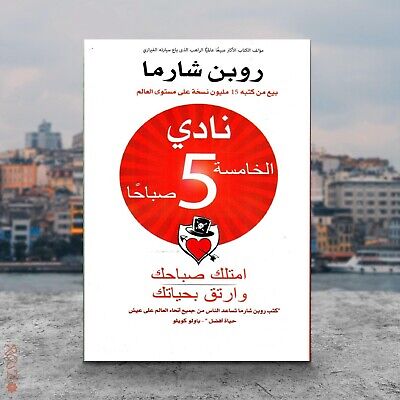 مؤلف الكتاب الأكثر مبيعًا عالميًا الراهب الذي باع سيارته الفيراري
روبن شارما
بيع من كتبه 15 مليون نسخة على مستوى العالم
نادي
الخامسة
5
صباحًا
امتلك صباحك
وارتق بحياتك
"كتب روبن شارما تساعد الناس من جميع أنحاء العالم على عيش
حياة أفضل" - باولو كويلو